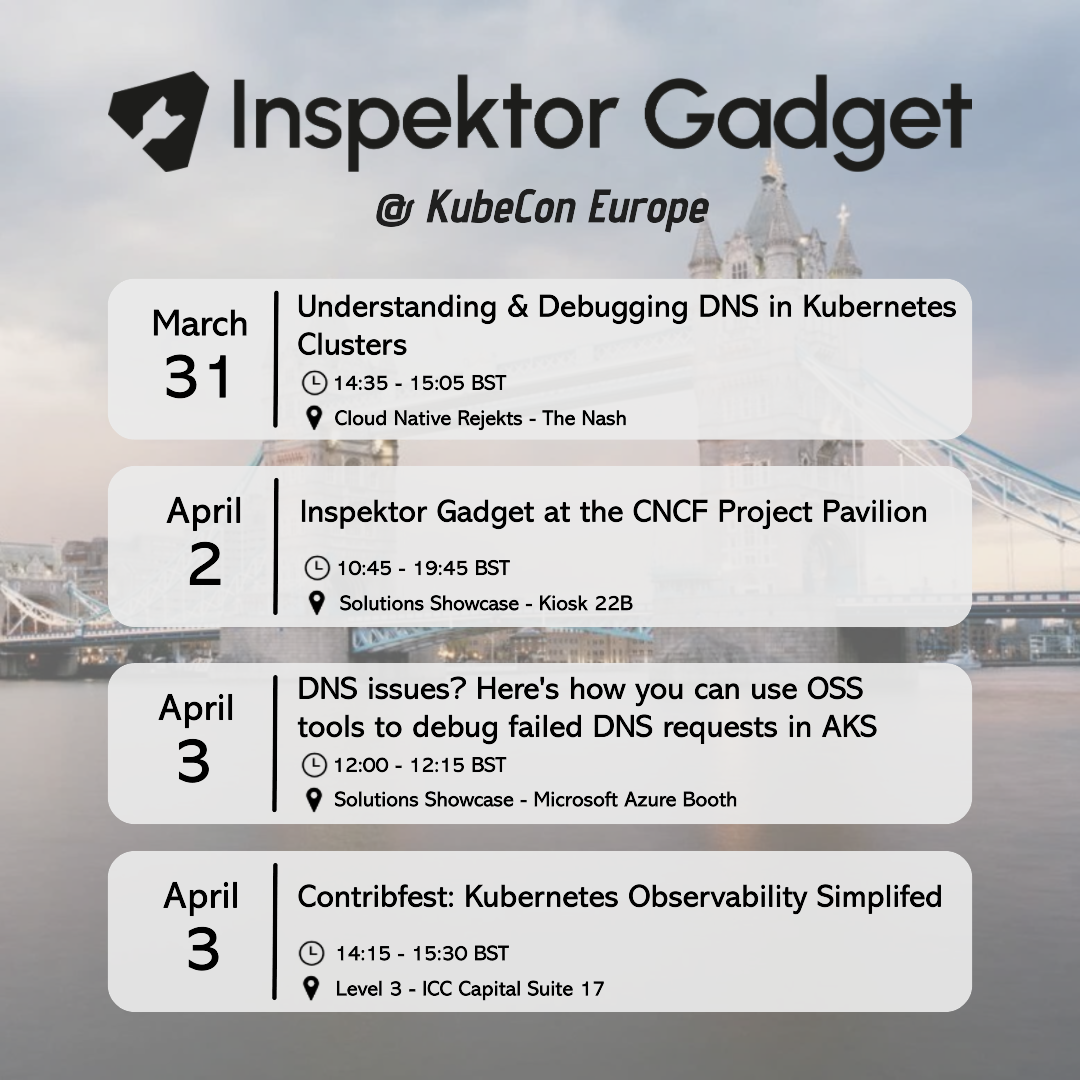 Inspektor Gadget
@ KubeCon Europe
March
31
Understanding & Debugging DNS in Kubernetes
Clusters
14:35 - 15:05 BST
Cloud Native Rejekts - The Nash
April
2
Inspektor Gadget at the CNCF Project Pavilion
10:45 - 19:45 BST
Solutions Showcase - Kiosk 22B
April
3
DNS issues? Here's how you can use OSS
tools to debug failed DNS requests in AKS
12:00 - 12:15 BST
Solutions Showcase - Microsoft Azure Booth
April
3
Contribfest: Kubernetes Observability Simplifed
14:15 - 15:30 BST
Level 3 - ICC Capital Suite 17